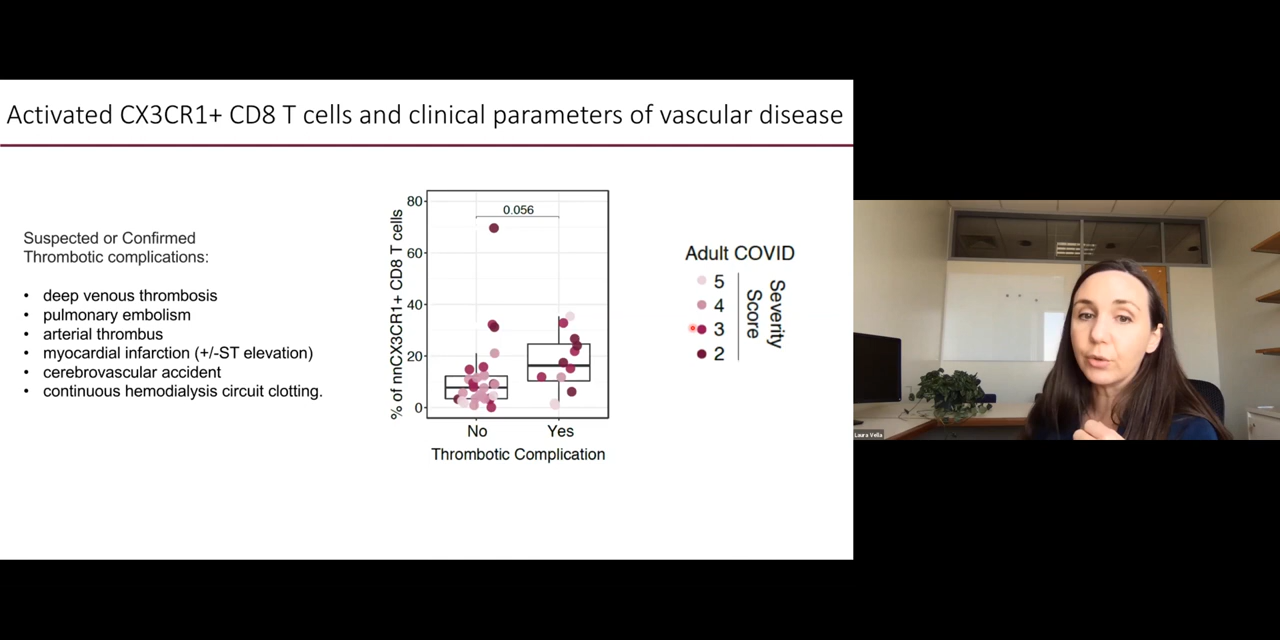 Activated CX3CR1+ CD8 T cells and clinical parameters of vascular disease
Suspected or Confirmed
Thrombotic complications:
• deep venous thrombosis
• pulmonary embolism
• arterial thrombus
• myocardial infarction (+/-ST elevation)
• cerebrovascular accident
• continuous hemodialysis circuit clotting.
% of nnCX3CR1+ CD8 T cells
80
60
40
20
0
0.056
No
Yes
Thrombotic Complication
Adult COVID
5
4
3
2
Severity
Score
Laura Vella